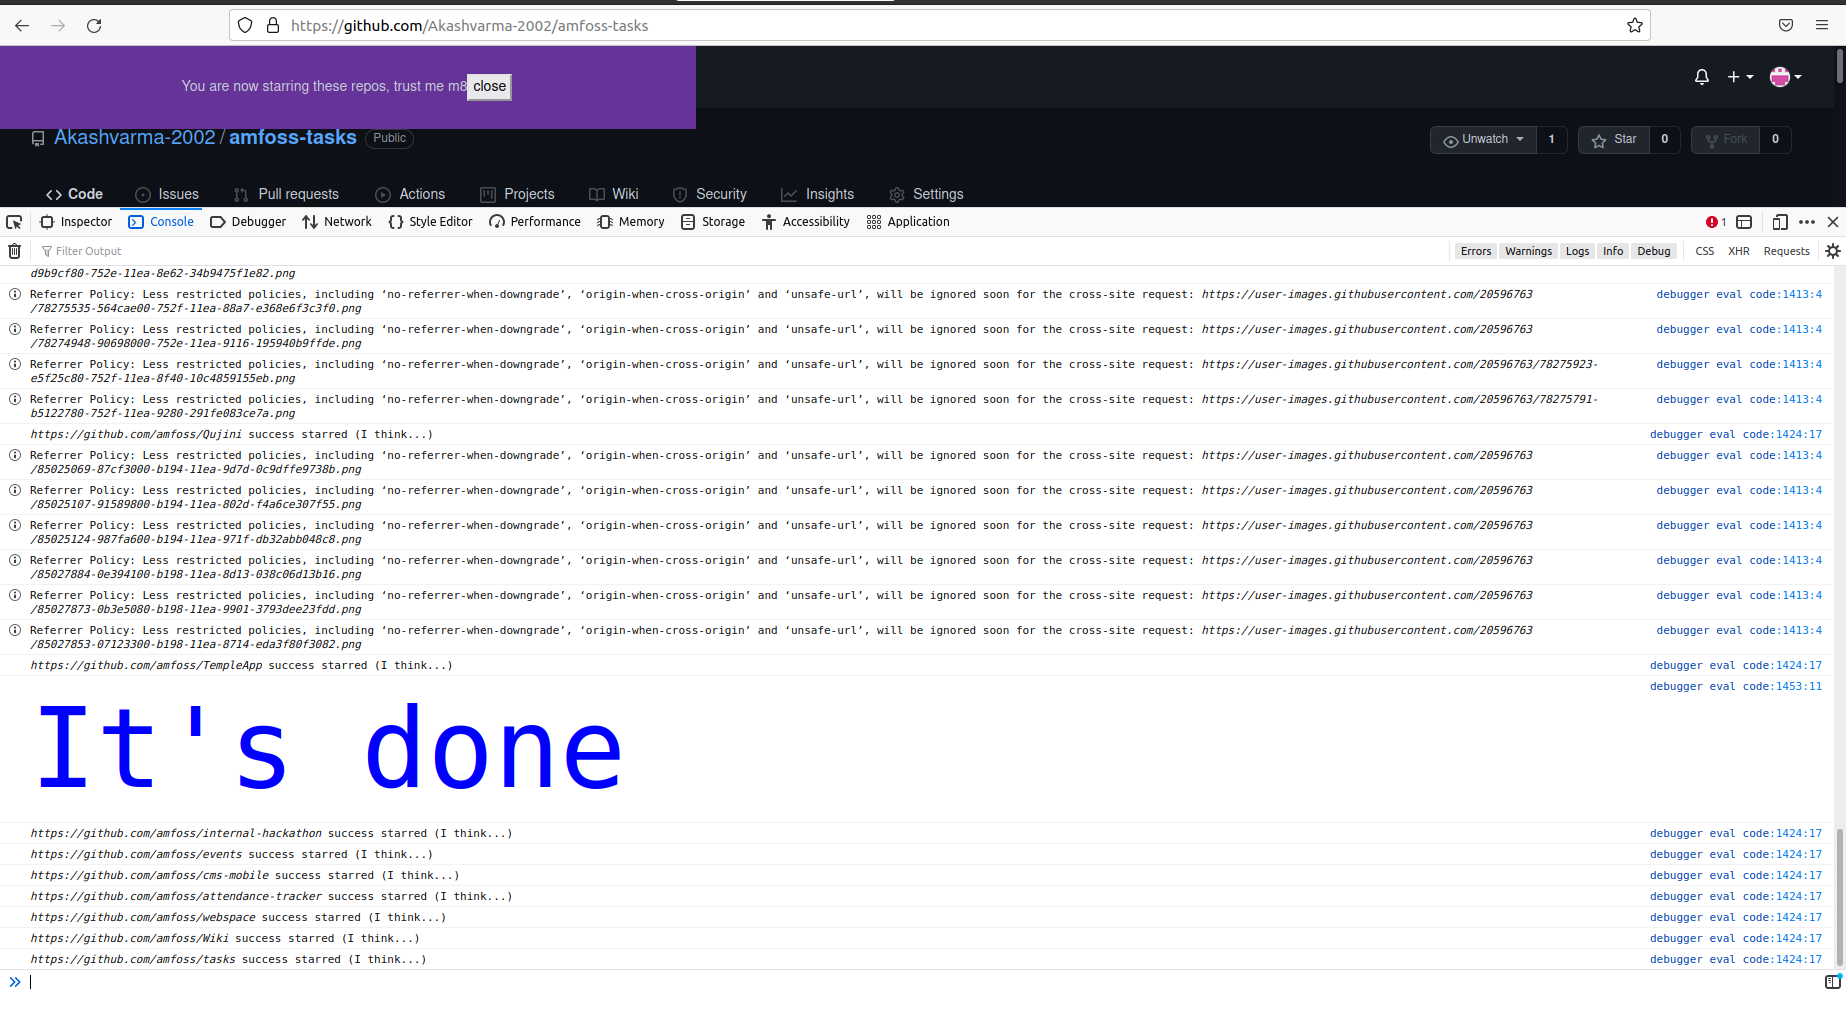 https://github.com/Akashvarma-2002/amfoss-tasks
You are now starring these repos, trust me m8 close
Akashvarma-2002 / amfoss-tasks Public
Unwatch 1 Star 0 Fork 0
Code Issues Pull requests Actions Projects Wiki Security Insights Settings
Inspector Console Debugger Network Style Editor Performance Memory Storage Accessibility Application 1
Filter Output Errors Warnings Logs Info Debug CSS XHR Requests
d9b9cf80-752e-11ea-8e62-34b9475f1e82.png
Referrer Policy: Less restricted policies, including ‘no-referrer-when-downgrade’, ‘origin-when-cross-origin’ and ‘unsafe-url’, will be ignored soon for the cross-site request: https://user-images.githubusercontent.com/20596763 debugger eval code:1413:4
/78275535-564cae00-752f-11ea-88a7-e368e6f3c3f0.png
Referrer Policy: Less restricted policies, including ‘no-referrer-when-downgrade’, ‘origin-when-cross-origin’ and ‘unsafe-url’, will be ignored soon for the cross-site request: https://user-images.githubusercontent.com/20596763 debugger eval code:1413:4
/78274948-90698000-752e-11ea-9116-195940b9ffde.png
Referrer Policy: Less restricted policies, including ‘no-referrer-when-downgrade’, ‘origin-when-cross-origin’ and ‘unsafe-url’, will be ignored soon for the cross-site request: https://user-images.githubusercontent.com/20596763/78275923- debugger eval code:1413:4
e5f25c80-752f-11ea-8f40-10c4859155eb.png
Referrer Policy: Less restricted policies, including ‘no-referrer-when-downgrade’, ‘origin-when-cross-origin’ and ‘unsafe-url’, will be ignored soon for the cross-site request: https://user-images.githubusercontent.com/20596763/78275791- debugger eval code:1413:4
b5122780-752f-11ea-9280-291fe083ce7a.png
https://github.com/amfoss/Qujini success starred (I think...) debugger eval code:1424:17
Referrer Policy: Less restricted policies, including ‘no-referrer-when-downgrade’, ‘origin-when-cross-origin’ and ‘unsafe-url’, will be ignored soon for the cross-site request: https://user-images.githubusercontent.com/20596763 debugger eval code:1413:4
/85025069-87cf3000-b194-11ea-9d7d-0c9dffe9738b.png
Referrer Policy: Less restricted policies, including ‘no-referrer-when-downgrade’, ‘origin-when-cross-origin’ and ‘unsafe-url’, will be ignored soon for the cross-site request: https://user-images.githubusercontent.com/20596763 debugger eval code:1413:4
/85025107-91589800-b194-11ea-802d-f4a6ce307f55.png
Referrer Policy: Less restricted policies, including ‘no-referrer-when-downgrade’, ‘origin-when-cross-origin’ and ‘unsafe-url’, will be ignored soon for the cross-site request: https://user-images.githubusercontent.com/20596763 debugger eval code:1413:4
/85025124-987fa600-b194-11ea-971f-db32abb048c8.png
Referrer Policy: Less restricted policies, including ‘no-referrer-when-downgrade’, ‘origin-when-cross-origin’ and ‘unsafe-url’, will be ignored soon for the cross-site request: https://user-images.githubusercontent.com/20596763 debugger eval code:1413:4
/85027884-0e394100-b198-11ea-8d13-038c06d13b16.png
Referrer Policy: Less restricted policies, including ‘no-referrer-when-downgrade’, ‘origin-when-cross-origin’ and ‘unsafe-url’, will be ignored soon for the cross-site request: https://user-images.githubusercontent.com/20596763 debugger eval code:1413:4
/85027873-0b3e5080-b198-11ea-9901-3793dee23fdd.png
Referrer Policy: Less restricted policies, including ‘no-referrer-when-downgrade’, ‘origin-when-cross-origin’ and ‘unsafe-url’, will be ignored soon for the cross-site request: https://user-images.githubusercontent.com/20596763 debugger eval code:1413:4
/85027853-07123300-b198-11ea-8714-eda3f80f3082.png
https://github.com/amfoss/TempleApp success starred (I think...) debugger eval code:1424:17
debugger eval code:1453:11
It's done
https://github.com/amfoss/internal-hackathon success starred (I think...) debugger eval code:1424:17
https://github.com/amfoss/events success starred (I think...) debugger eval code:1424:17
https://github.com/amfoss/cms-mobile success starred (I think...) debugger eval code:1424:17
https://github.com/amfoss/attendance-tracker success starred (I think...) debugger eval code:1424:17
https://github.com/amfoss/webspace success starred (I think...) debugger eval code:1424:17
https://github.com/amfoss/Wiki success starred (I think...) debugger eval code:1424:17
https://github.com/amfoss/tasks success starred (I think...) debugger eval code:1424:17